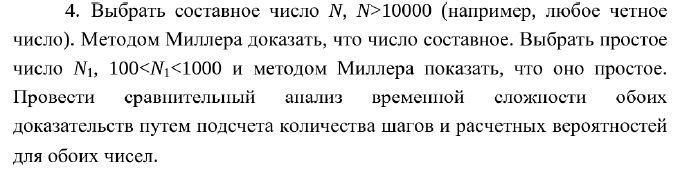 4. Выбрать составное число N, N>10000 (например, любое четное
число). Методом Миллера доказать, что число составное. Выбрать простое
число N₁, 100<N₁<1000 и методом Миллера показать, что оно простое.
Провести сравнительный анализ временной сложности обоих
доказательств путем подсчета количества шагов и расчетных вероятностей
для обоих чисел.